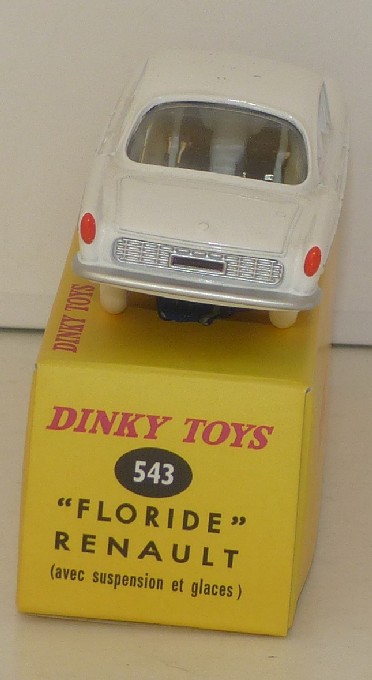 DINKY TOYS
DINKY TOYS
543
"FLORIDE"
RENAULT
(avec suspension et glaces)